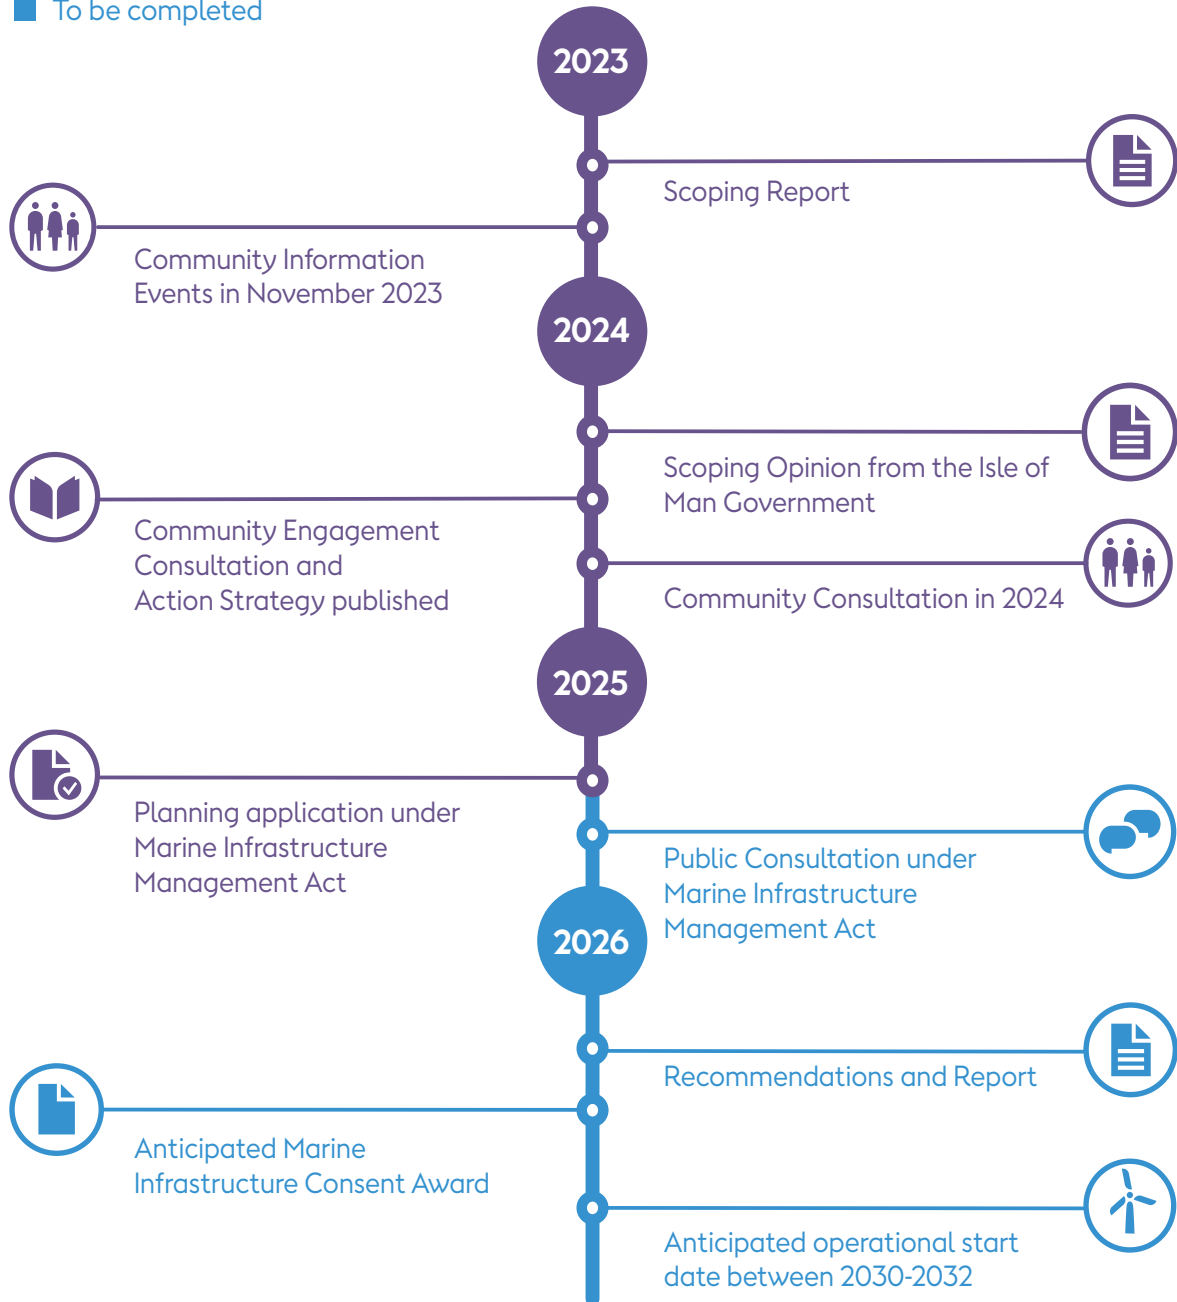 To be completed
2023
Scoping Report
Community Information
Events in November 2023
2024
Scoping Opinion from the Isle of
Man Government
Community Engagement
Consultation and
Action Strategy published
Community Consultation in 2024
2025
Planning application under
Marine Infrastructure
Management Act
Public Consultation under
Marine Infrastructure
Management Act
2026
Recommendations and Report
Anticipated Marine
Infrastructure Consent Award
Anticipated operational start
date between 2030-2032